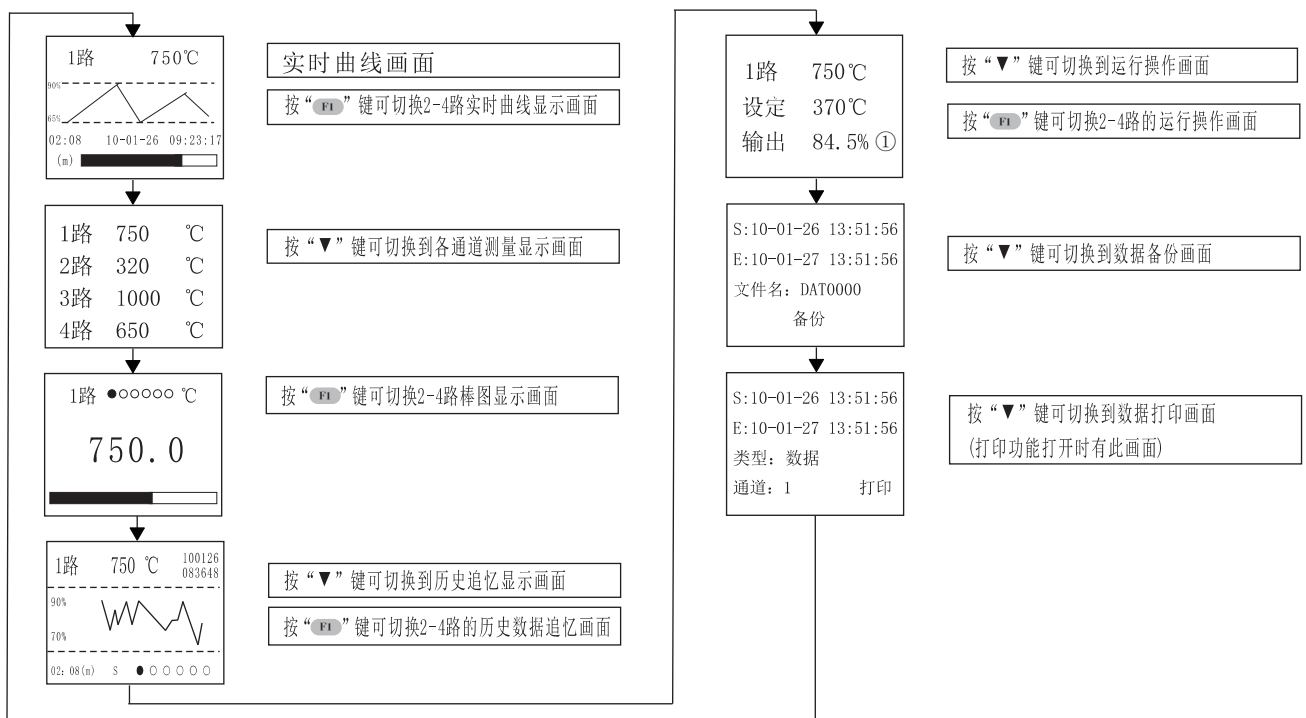 1路 750℃
90%
65%
02:08 10-01-26 09:23:17
(m)
实时曲线画面
按“F1”键可切换2-4路实时曲线显示画面
1路 750 ℃
2路 320 ℃
3路 1000 ℃
4路 650 ℃
按“▼”键可切换到各通道测量显示画面
1路 ●○○○○○ ℃
750.0
按“F1”键可切换2-4路棒图显示画面
1路 750 ℃ 100126
083648
90%
70%
02: 08(m) S ●○○○○○
按“▼”键可切换到历史追忆显示画面
按“F1”键可切换2-4路的历史数据追忆画面
1路 750℃
设定 370℃
输出 84.5% ①
按“▼”键可切换到运行操作画面
按“F1”键可切换2-4路的运行操作画面
S:10-01-26 13:51:56
E:10-01-27 13:51:56
文件名: DAT0000
备份
按“▼”键可切换到数据备份画面
S:10-01-26 13:51:56
E:10-01-27 13:51:56
类型: 数据
通道: 1 打印
按“▼”键可切换到数据打印画面
(打印功能打开时有此画面)